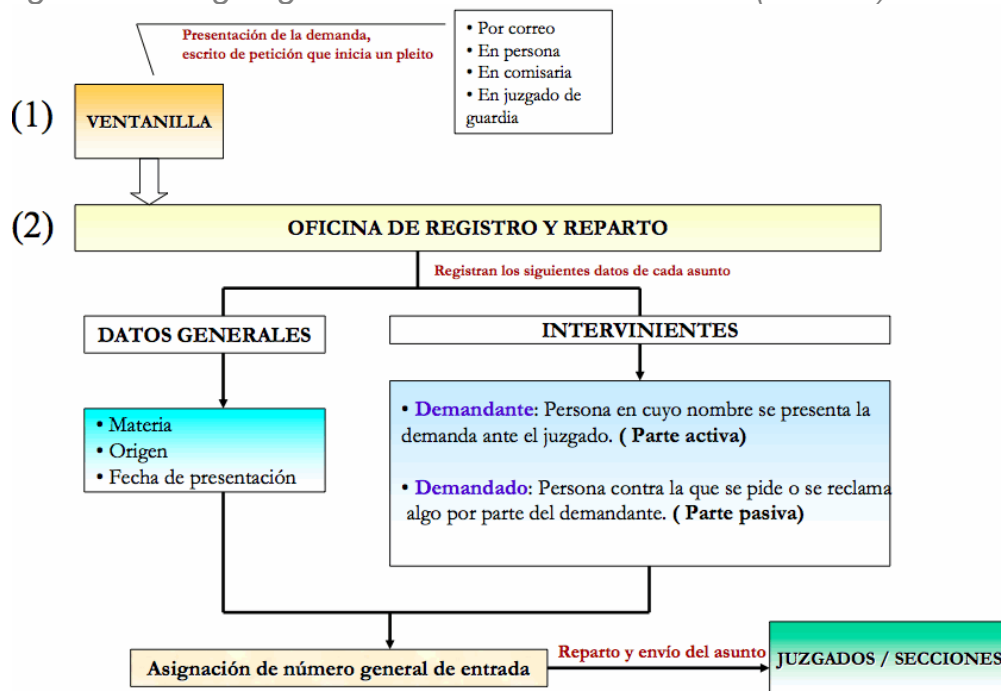 Presentación de la demanda,
escrito de petición que inicia un pleito
• Por correo
• En persona
• En comisaria
• En juzgado de
guardia
(1)
VENTANILLA
(2)
OFICINA DE REGISTRO Y REPARTO
Registran los siguientes datos de cada asunto
DATOS GENERALES
INTERVINIENTES
• Materia
• Origen
• Fecha de presentación
• Demandante: Persona en cuyo nombre se presenta la
demanda ante el juzgado. ( Parte activa)
• Demandado: Persona contra la que se pide o se reclama
algo por parte del demandante. ( Parte pasiva)
Asignación de número general de entrada
Reparto y envío del asunto
JUZGADOS / SECCIONES